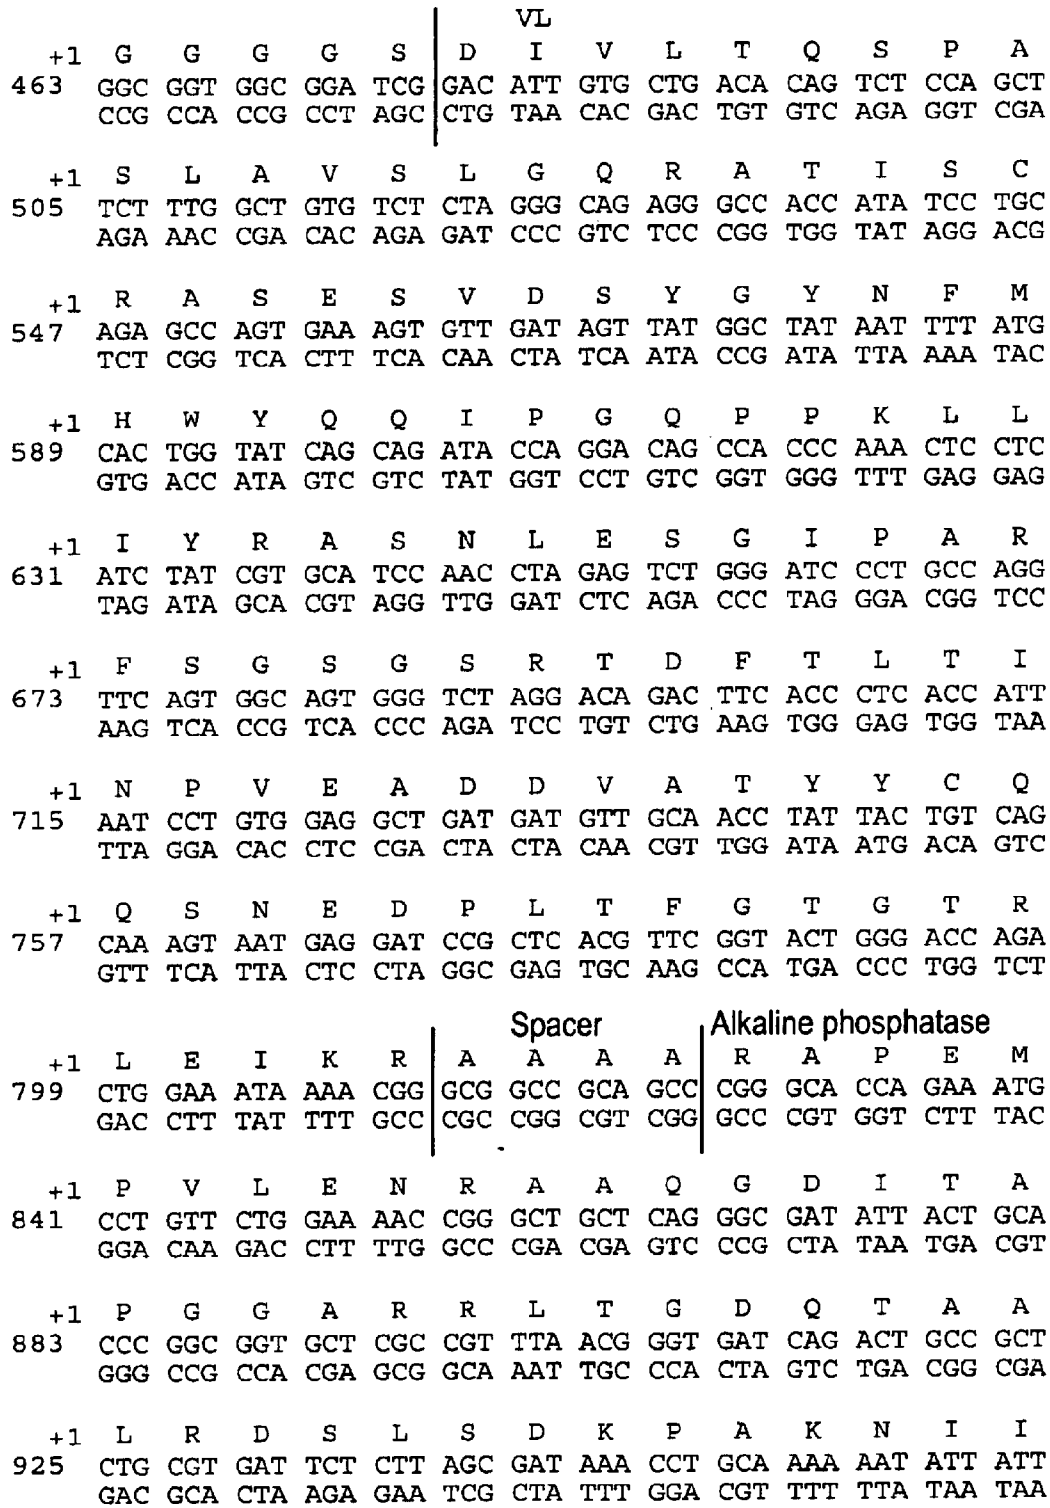 VL
+1 G G G G S D I V L T Q S P A
463 GGC GGT GGC GGA TCG GAC ATT GTG CTG ACA CAG TCT CCA GCT
CCG CCA CCG CCT AGC CTG TAA CAC GAC TGT GTC AGA GGT CGA
+1 S L A V S L G Q R A T I S C
505 TCT TTG GCT GTG TCT CTA GGG CAG AGG GCC ACC ATA TCC TGC
AGA AAC CGA CAC AGA GAT CCC GTC TCC CGG TGG TAT AGG ACG
+1 R A S E S V D S Y G Y N F M
547 AGA GCC AGT GAA AGT GTT GAT AGT TAT GGC TAT AAT TTT ATG
TCT CGG TCA CTT TCA CAA CTA TCA ATA CCG ATA TTA AAA TAC
+1 H W Y Q Q I P G Q P P K L L
589 CAC TGG TAT CAG CAG ATA CCA GGA CAG CCA CCC AAA CTC CTC
GTG ACC ATA GTC GTC TAT GGT CCT GTC GGT GGG TTT GAG GAG
+1 I Y R A S N L E S G I P A R
631 ATC TAT CGT GCA TCC AAC CTA GAG TCT GGG ATC CCT GCC AGG
TAG ATA GCA CGT AGG TTG GAT CTC AGA CCC TAG GGA CGG TCC
+1 F S G S G S R T D F T L T I
673 TTC AGT GGC AGT GGG TCT AGG ACA GAC TTC ACC CTC ACC ATT
AAG TCA CCG TCA CCC AGA TCC TGT CTG AAG TGG GAG TGG TAA
+1 N P V E A D D V A T Y Y C Q
715 AAT CCT GTG GAG GCT GAT GAT GTT GCA ACC TAT TAC TGT CAG
TTA GGA CAC CTC CGA CTA CTA CAA CGT TGG ATA ATG ACA GTC
+1 Q S N E D P L T F G T G T R
757 CAA AGT AAT GAG GAT CCG CTC ACG TTC GGT ACT GGG ACC AGA
GTT TCA TTA CTC CTA GGC GAG TGC AAG CCA TGA CCC TGG TCT
Spacer Alkaline phosphatase
+1 L E I K R A A A A R A P E M
799 CTG GAA ATA AAA CGG GCG GCC GCA GCC CGG GCA CCA GAA ATG
GAC CTT TAT TTT GCC CGC CGG CGT CGG GCC CGT GGT CTT TAC
+1 P V L E N R A A Q G D I T A
841 CCT GTT CTG GAA AAC CGG GCT GCT CAG GGC GAT ATT ACT GCA
GGA CAA GAC CTT TTG GCC CGA CGA GTC CCG CTA TAA TGA CGT
+1 P G G A R R L T G D Q T A A
883 CCC GGC GGT GCT CGC CGT TTA ACG GGT GAT CAG ACT GCC GCT
GGG CCG CCA CGA GCG GCA AAT TGC CCA CTA GTC TGA CGG CGA
+1 L R D S L S D K P A K N I I
925 CTG CGT GAT TCT CTT AGC GAT AAA CCT GCA AAA AAT ATT ATT
GAC GCA CTA AGA GAA TCG CTA TTT GGA CGT TTT TTA TAA TAA